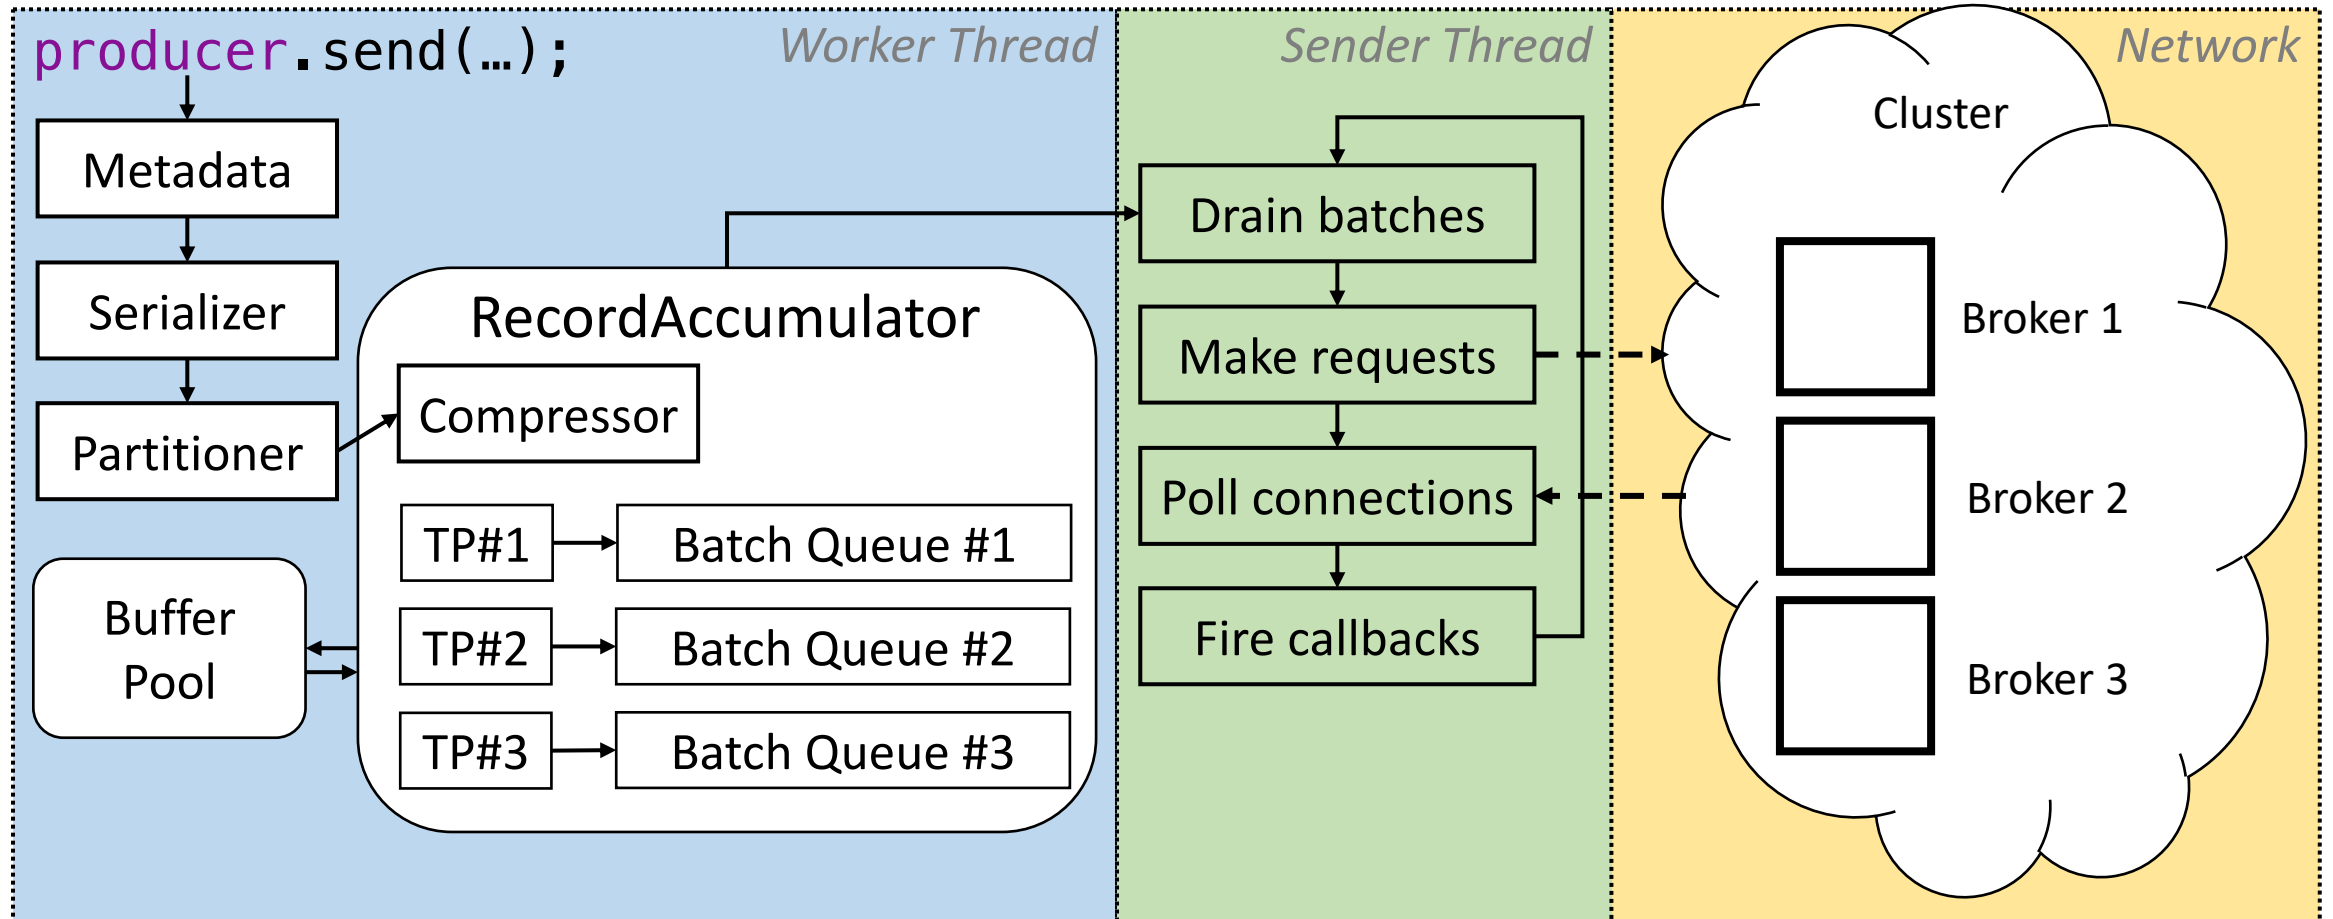 producer.send(…);
Worker Thread
Metadata
Serializer
Partitioner
Buffer
Pool
RecordAccumulator
Compressor
TP#1
Batch Queue #1
TP#2
Batch Queue #2
TP#3
Batch Queue #3
Sender Thread
Drain batches
Make requests
Poll connections
Fire callbacks
Network
Cluster
Broker 1
Broker 2
Broker 3